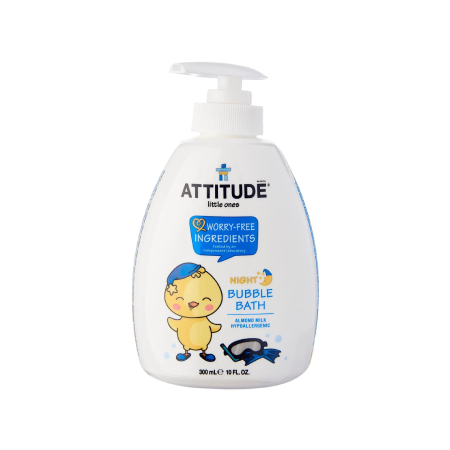 ATTITUDE
little ones
WORRY-FREE
INGREDIENTS
NIGHT
BUBBLE
BATH
ALMOND MILK
HYPOALLERGENIC
300 mL℮ 10 FL. OZ.